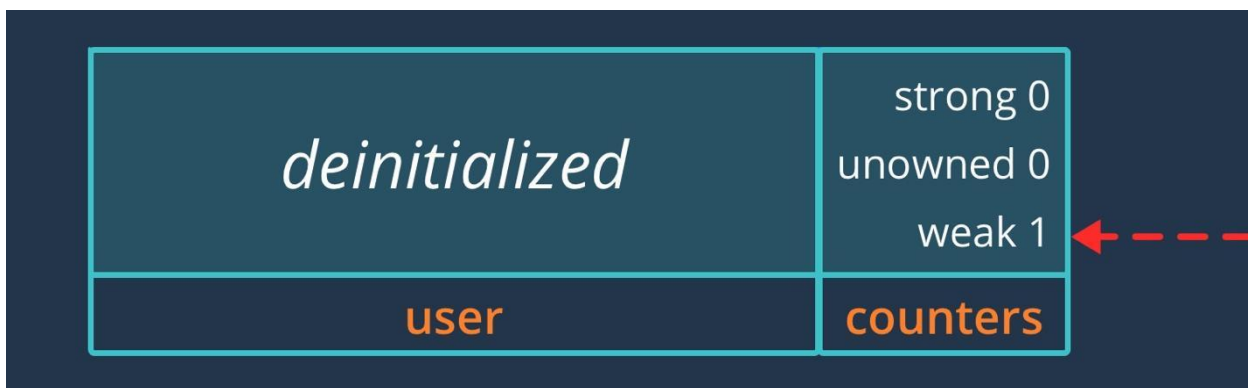 deinitialized
strong 0
unowned 0
weak 1
user
counters